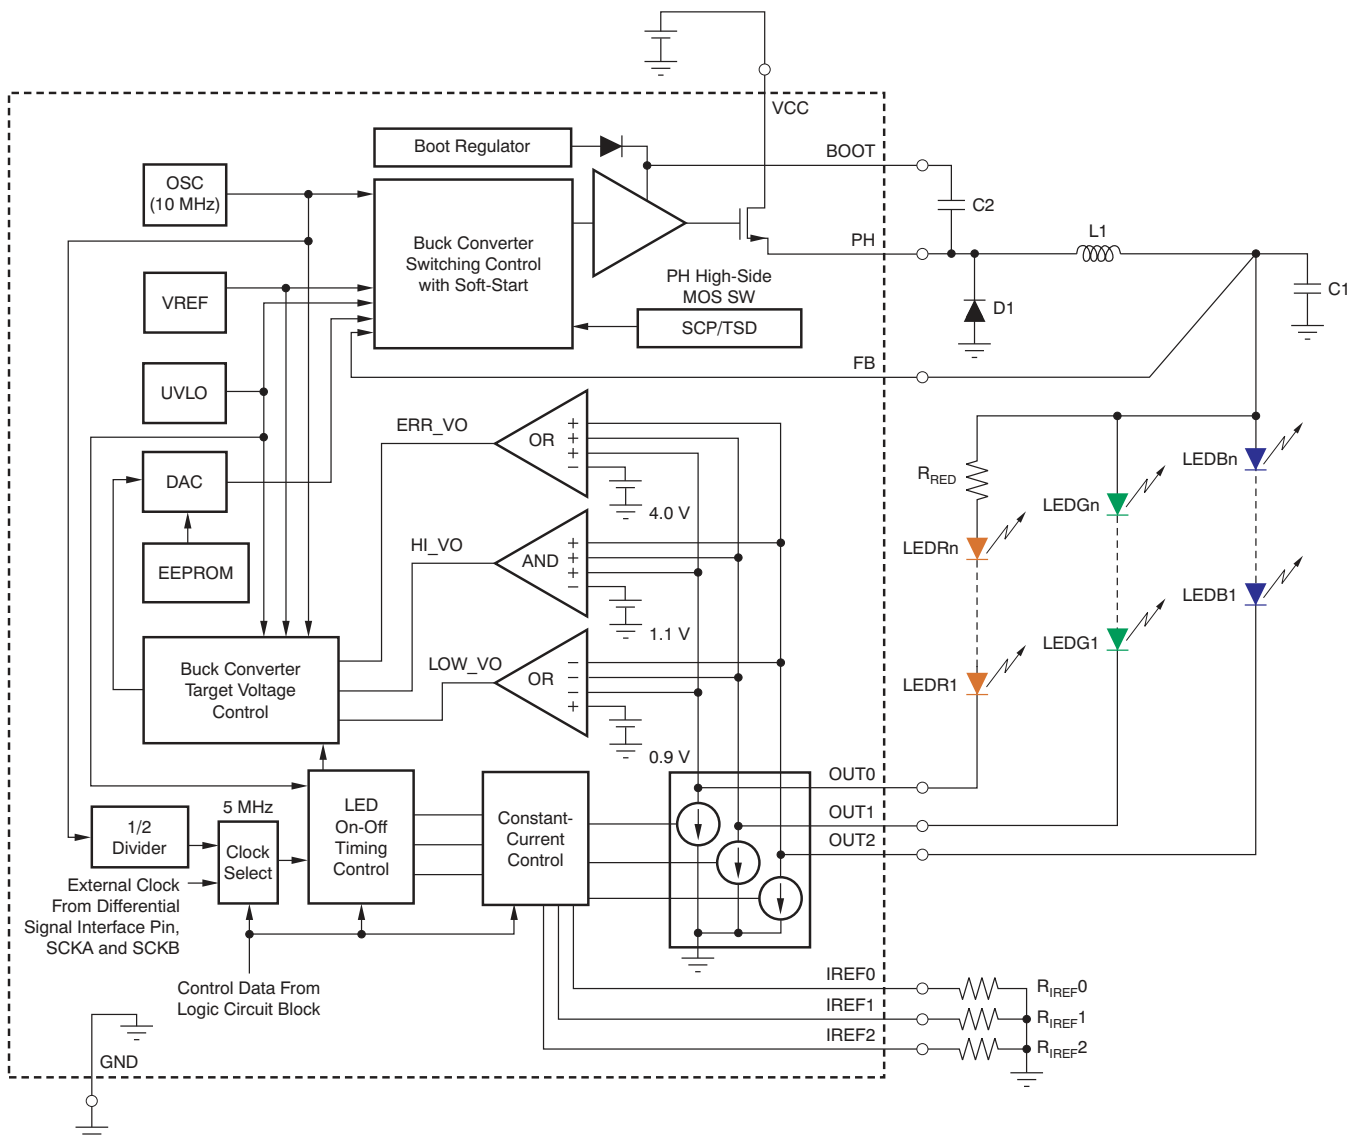 VCC
Boot Regulator
BOOT
OSC
(10 MHz)
C2
Buck Converter
Switching Control
with Soft-Start
PH
L1
PH High-Side
MOS SW
VREF
SCP/TSD
D1
C1
FB
UVLO
ERR_VO
OR
+
+
+
–
4.0 V
DAC
RRED
LEDBn
LEDGn
LEDRn
HI_VO
AND
+
+
+
–
1.1 V
EEPROM
LEDB1
LEDG1
LEDR1
LOW_VO
OR
–
–
–
+
0.9 V
Buck Converter
Target Voltage
Control
OUT0
OUT1
OUT2
5 MHz
1/2
Divider
Clock
Select
LED
On-Off
Timing
Control
Constant-
Current
Control
External Clock
From Differential
Signal Interface Pin,
SCKA and SCKB
Control Data From
Logic Circuit Block
IREF0
RIREF0
IREF1
RIREF1
IREF2
RIREF2
GND